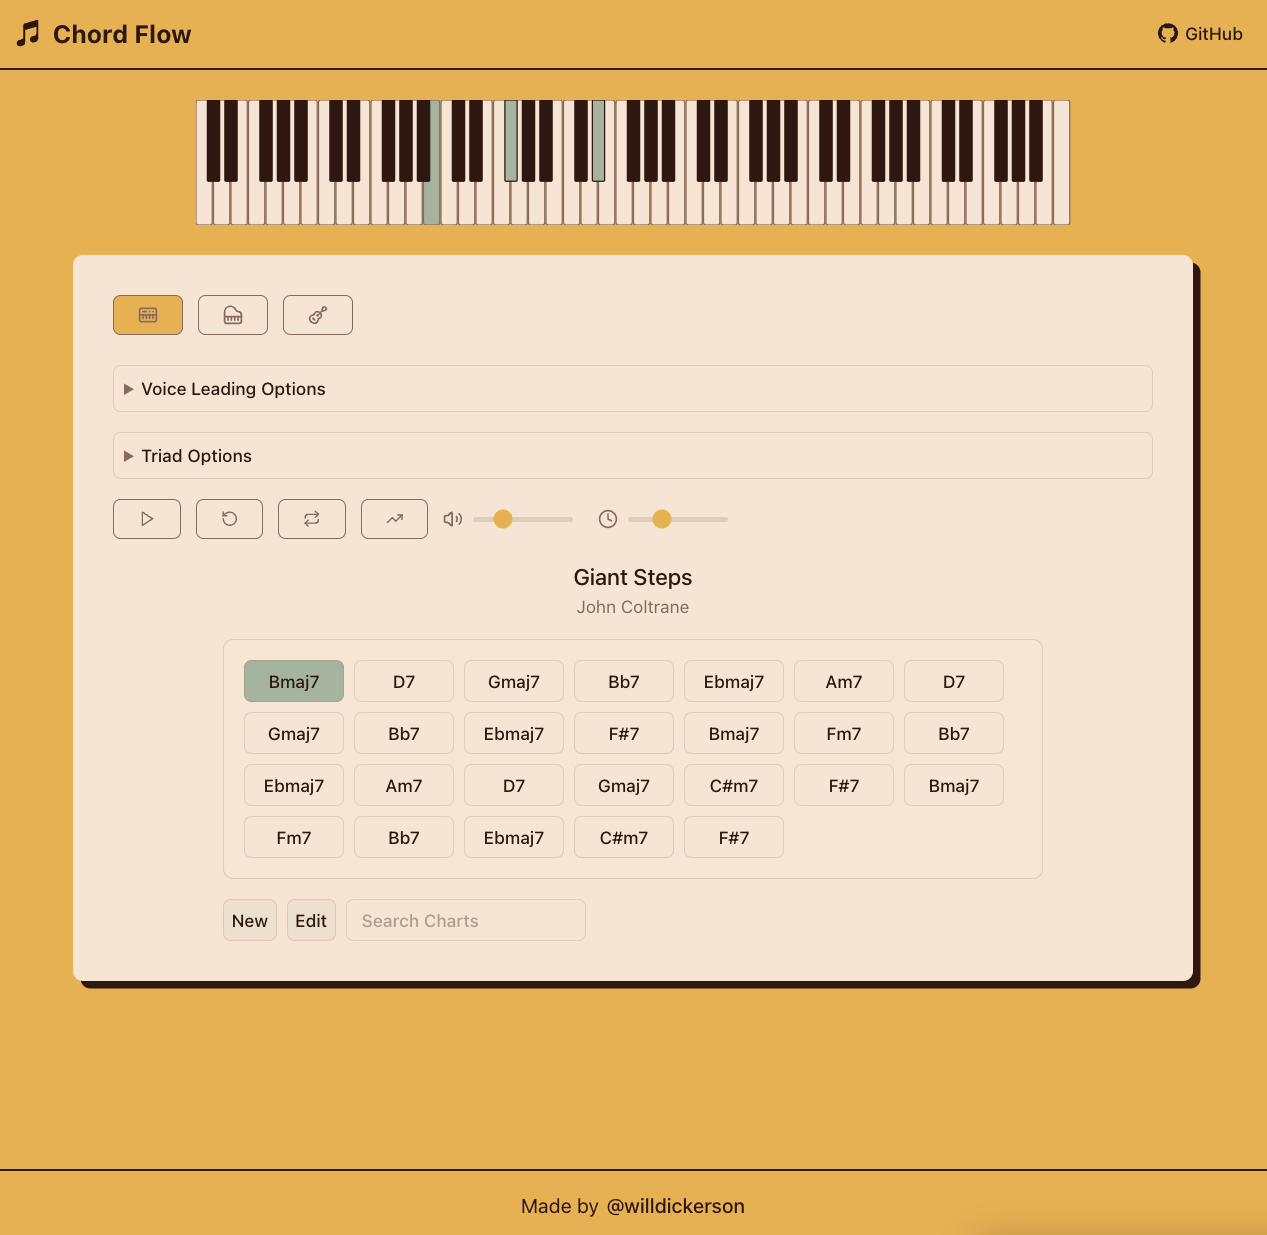 Chord Flow
GitHub
Voice Leading Options
Triad Options
Giant Steps
John Coltrane
Bmaj7 D7 Gmaj7 Bb7 Ebmaj7 Am7 D7
Gmaj7 Bb7 Ebmaj7 F#7 Bmaj7 Fm7 Bb7
Ebmaj7 Am7 D7 Gmaj7 C#m7 F#7 Bmaj7
Fm7 Bb7 Ebmaj7 C#m7 F#7
New Edit Search Charts
Made by @willdickerson